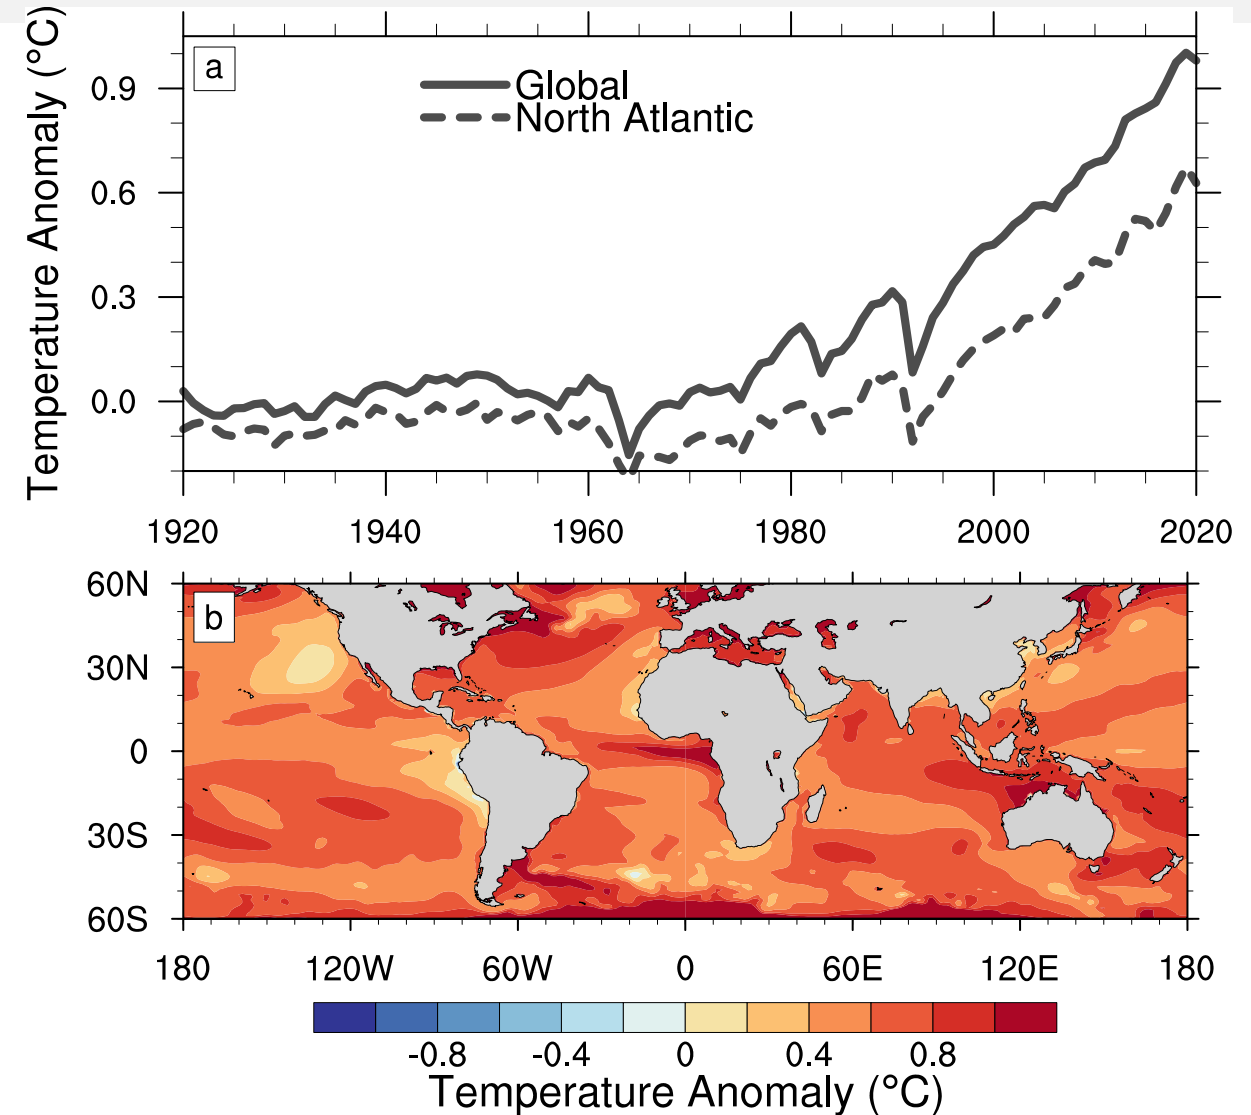 Temperature Anomaly (°C)
a
Global
North Atlantic
0.9
0.6
0.3
0.0
1920 1940 1960 1980 2000 2020
b
60N
30N
0
30S
60S
180 120W 60W 0 60E 120E 180
-0.8 -0.4 0 0.4 0.8
Temperature Anomaly (°C)